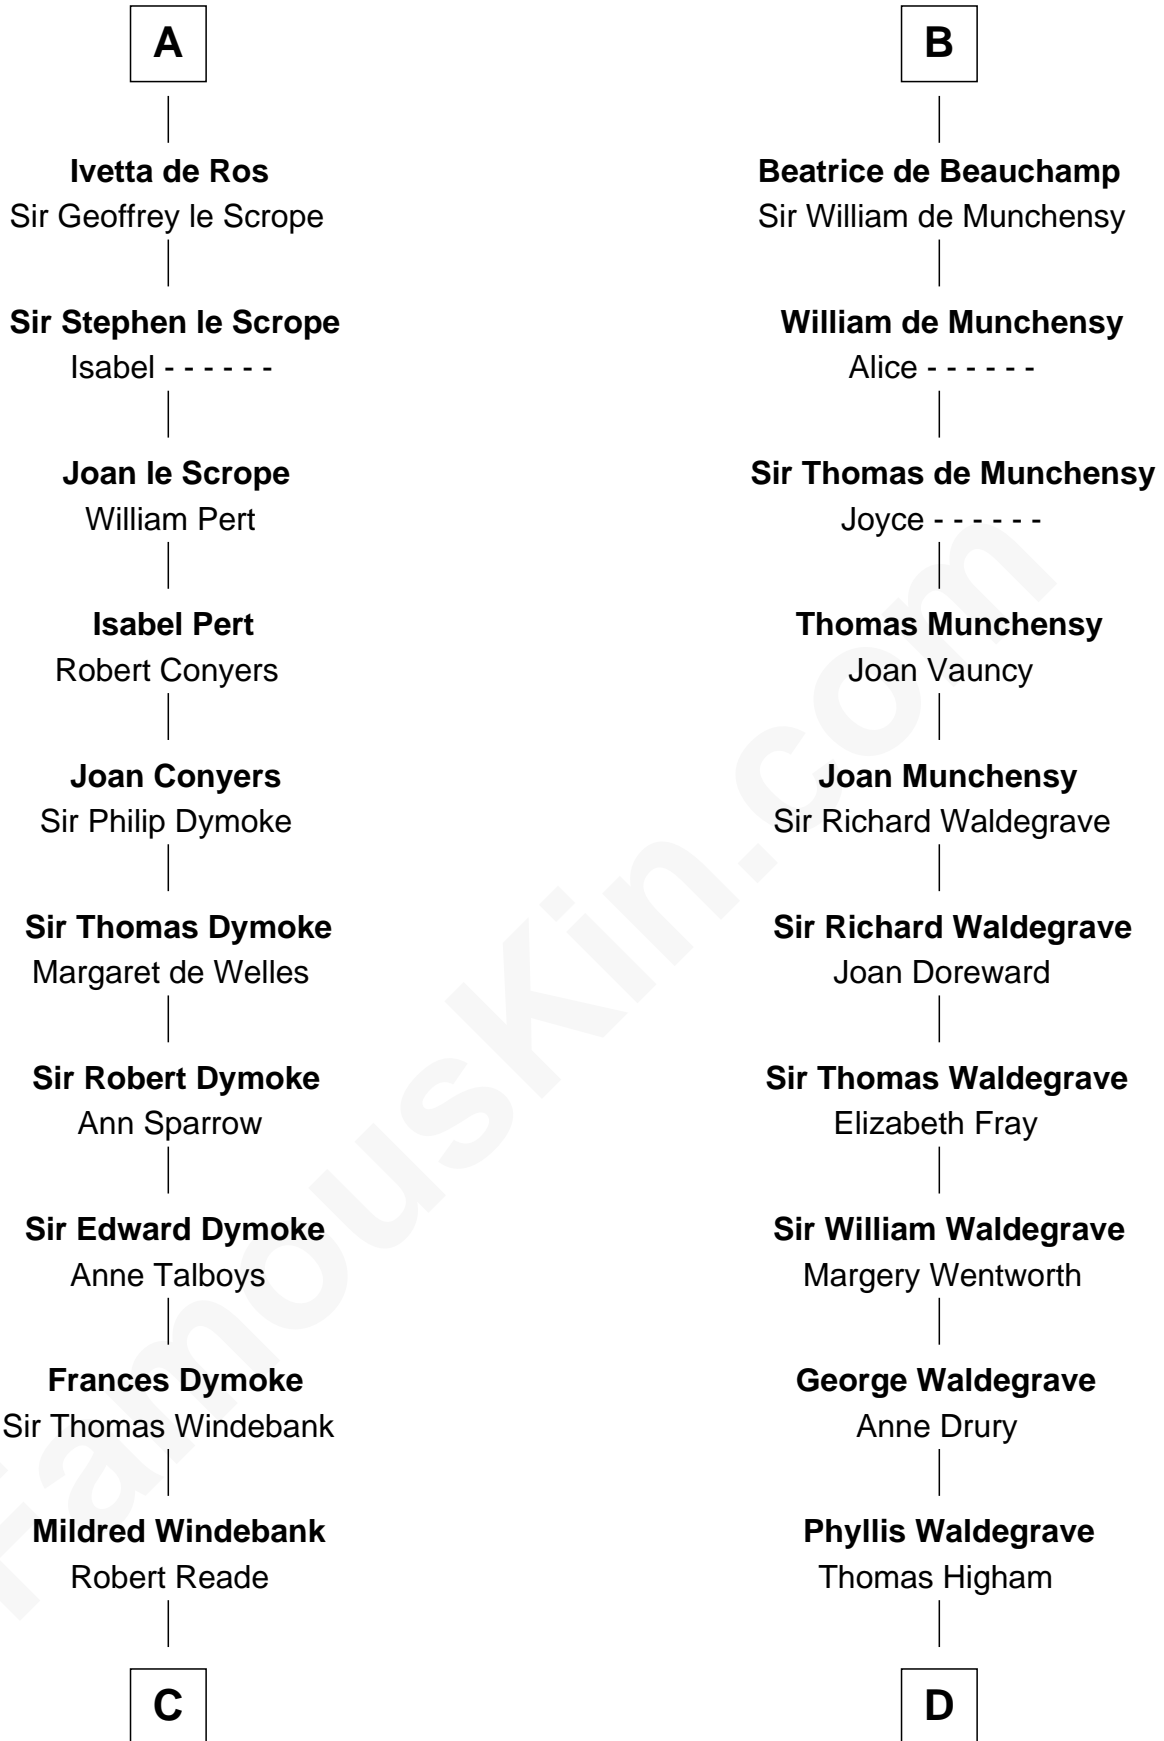 A
Ivetta de Ros
Sir Geoffrey le Scrope
Sir Stephen le Scrope
Isabel - - - - - -
Joan le Scrope
William Pert
Isabel Pert
Robert Conyers
Joan Conyers
Sir Philip Dymoke
Sir Thomas Dymoke
Margaret de Welles
Sir Robert Dymoke
Ann Sparrow
Sir Edward Dymoke
Anne Talboys
Frances Dymoke
Sir Thomas Windebank
Mildred Windebank
Robert Reade
C
B
Beatrice de Beauchamp
Sir William de Munchensy
William de Munchensy
Alice - - - - - -
Sir Thomas de Munchensy
Joyce - - - - - -
Thomas Munchensy
Joan Vauncy
Joan Munchensy
Sir Richard Waldegrave
Sir Richard Waldegrave
Joan Doreward
Sir Thomas Waldegrave
Elizabeth Fray
Sir William Waldegrave
Margery Wentworth
George Waldegrave
Anne Drury
Phyllis Waldegrave
Thomas Higham
D
FamousKin.com